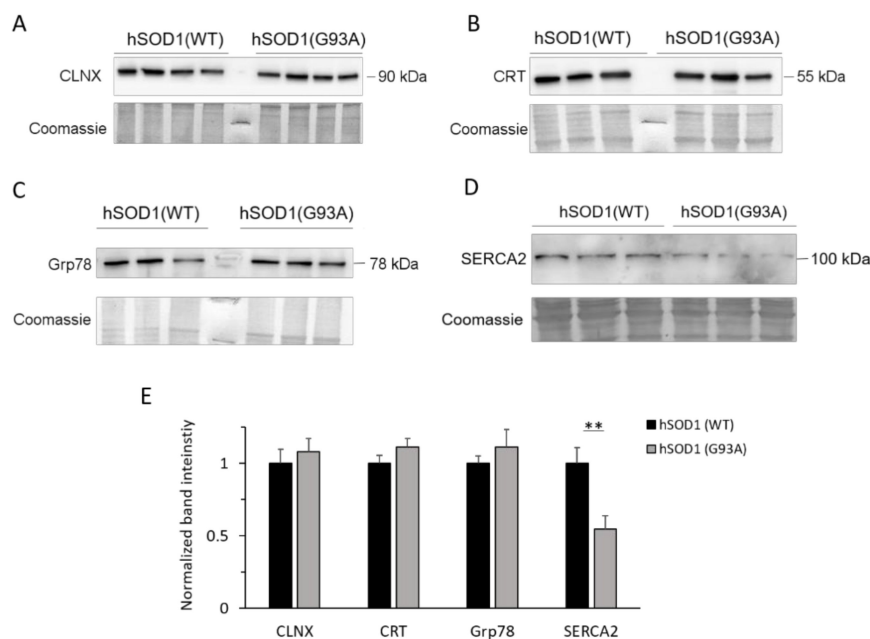 A
hSOD1(WT) hSOD1(G93A)
CLNX
90 kDa
Coomassie
B
hSOD1(WT) hSOD1(G93A)
CRT
55 kDa
Coomassie
C
hSOD1(WT) hSOD1(G93A)
Grp78
78 kDa
Coomassie
D
hSOD1(WT) hSOD1(G93A)
SERCA2
100 kDa
Coomassie
E
Normalized band inteinstiy
1
0.5
0
**
hSOD1 (WT)
hSOD1 (G93A)
CLNX CRT Grp78 SERCA2